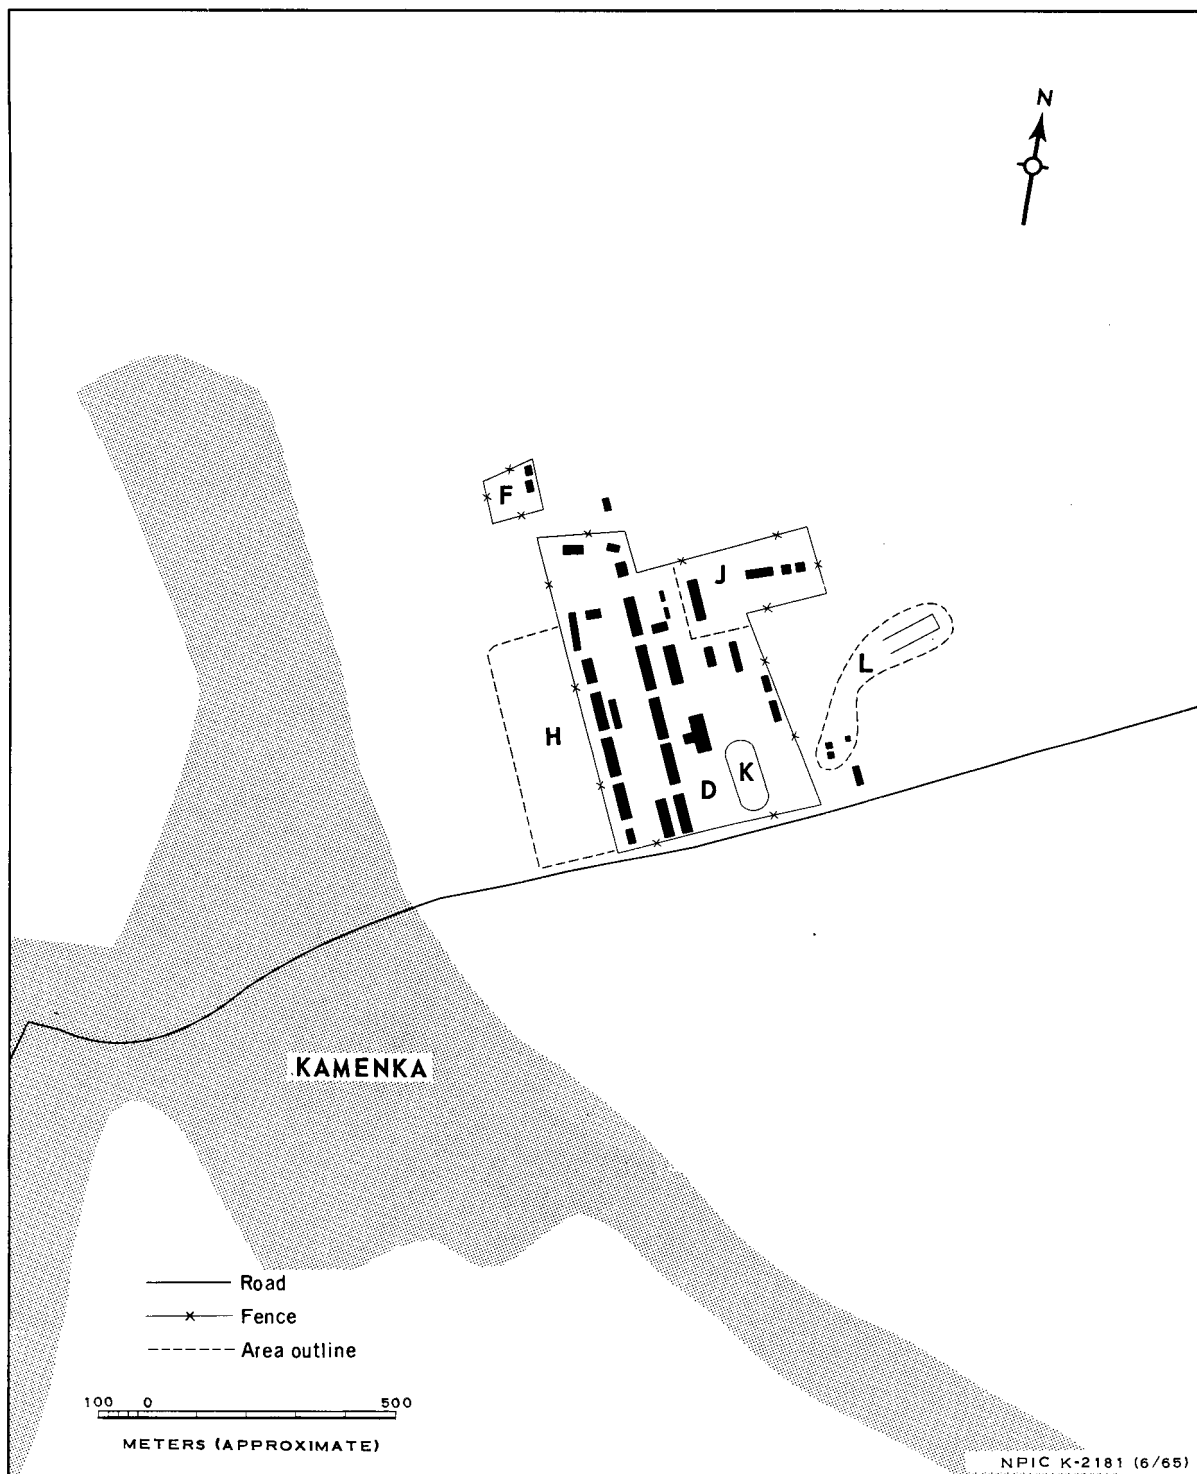 N
F
J
L
H
K
D
KAMENKA
Road
Fence
Area outline
100 0 500
METERS (APPROXIMATE)
NPIC K-2181 (6/65)